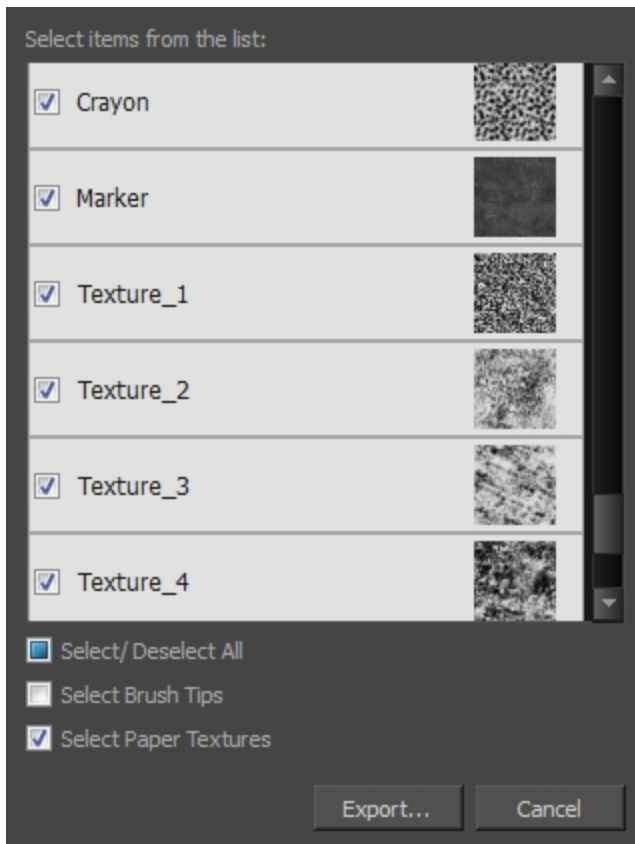 Select items from the list:
Crayon
Marker
Texture_1
Texture_2
Texture_3
Texture_4
Select/ Deselect All
Select Brush Tips
Select Paper Textures
Export... Cancel